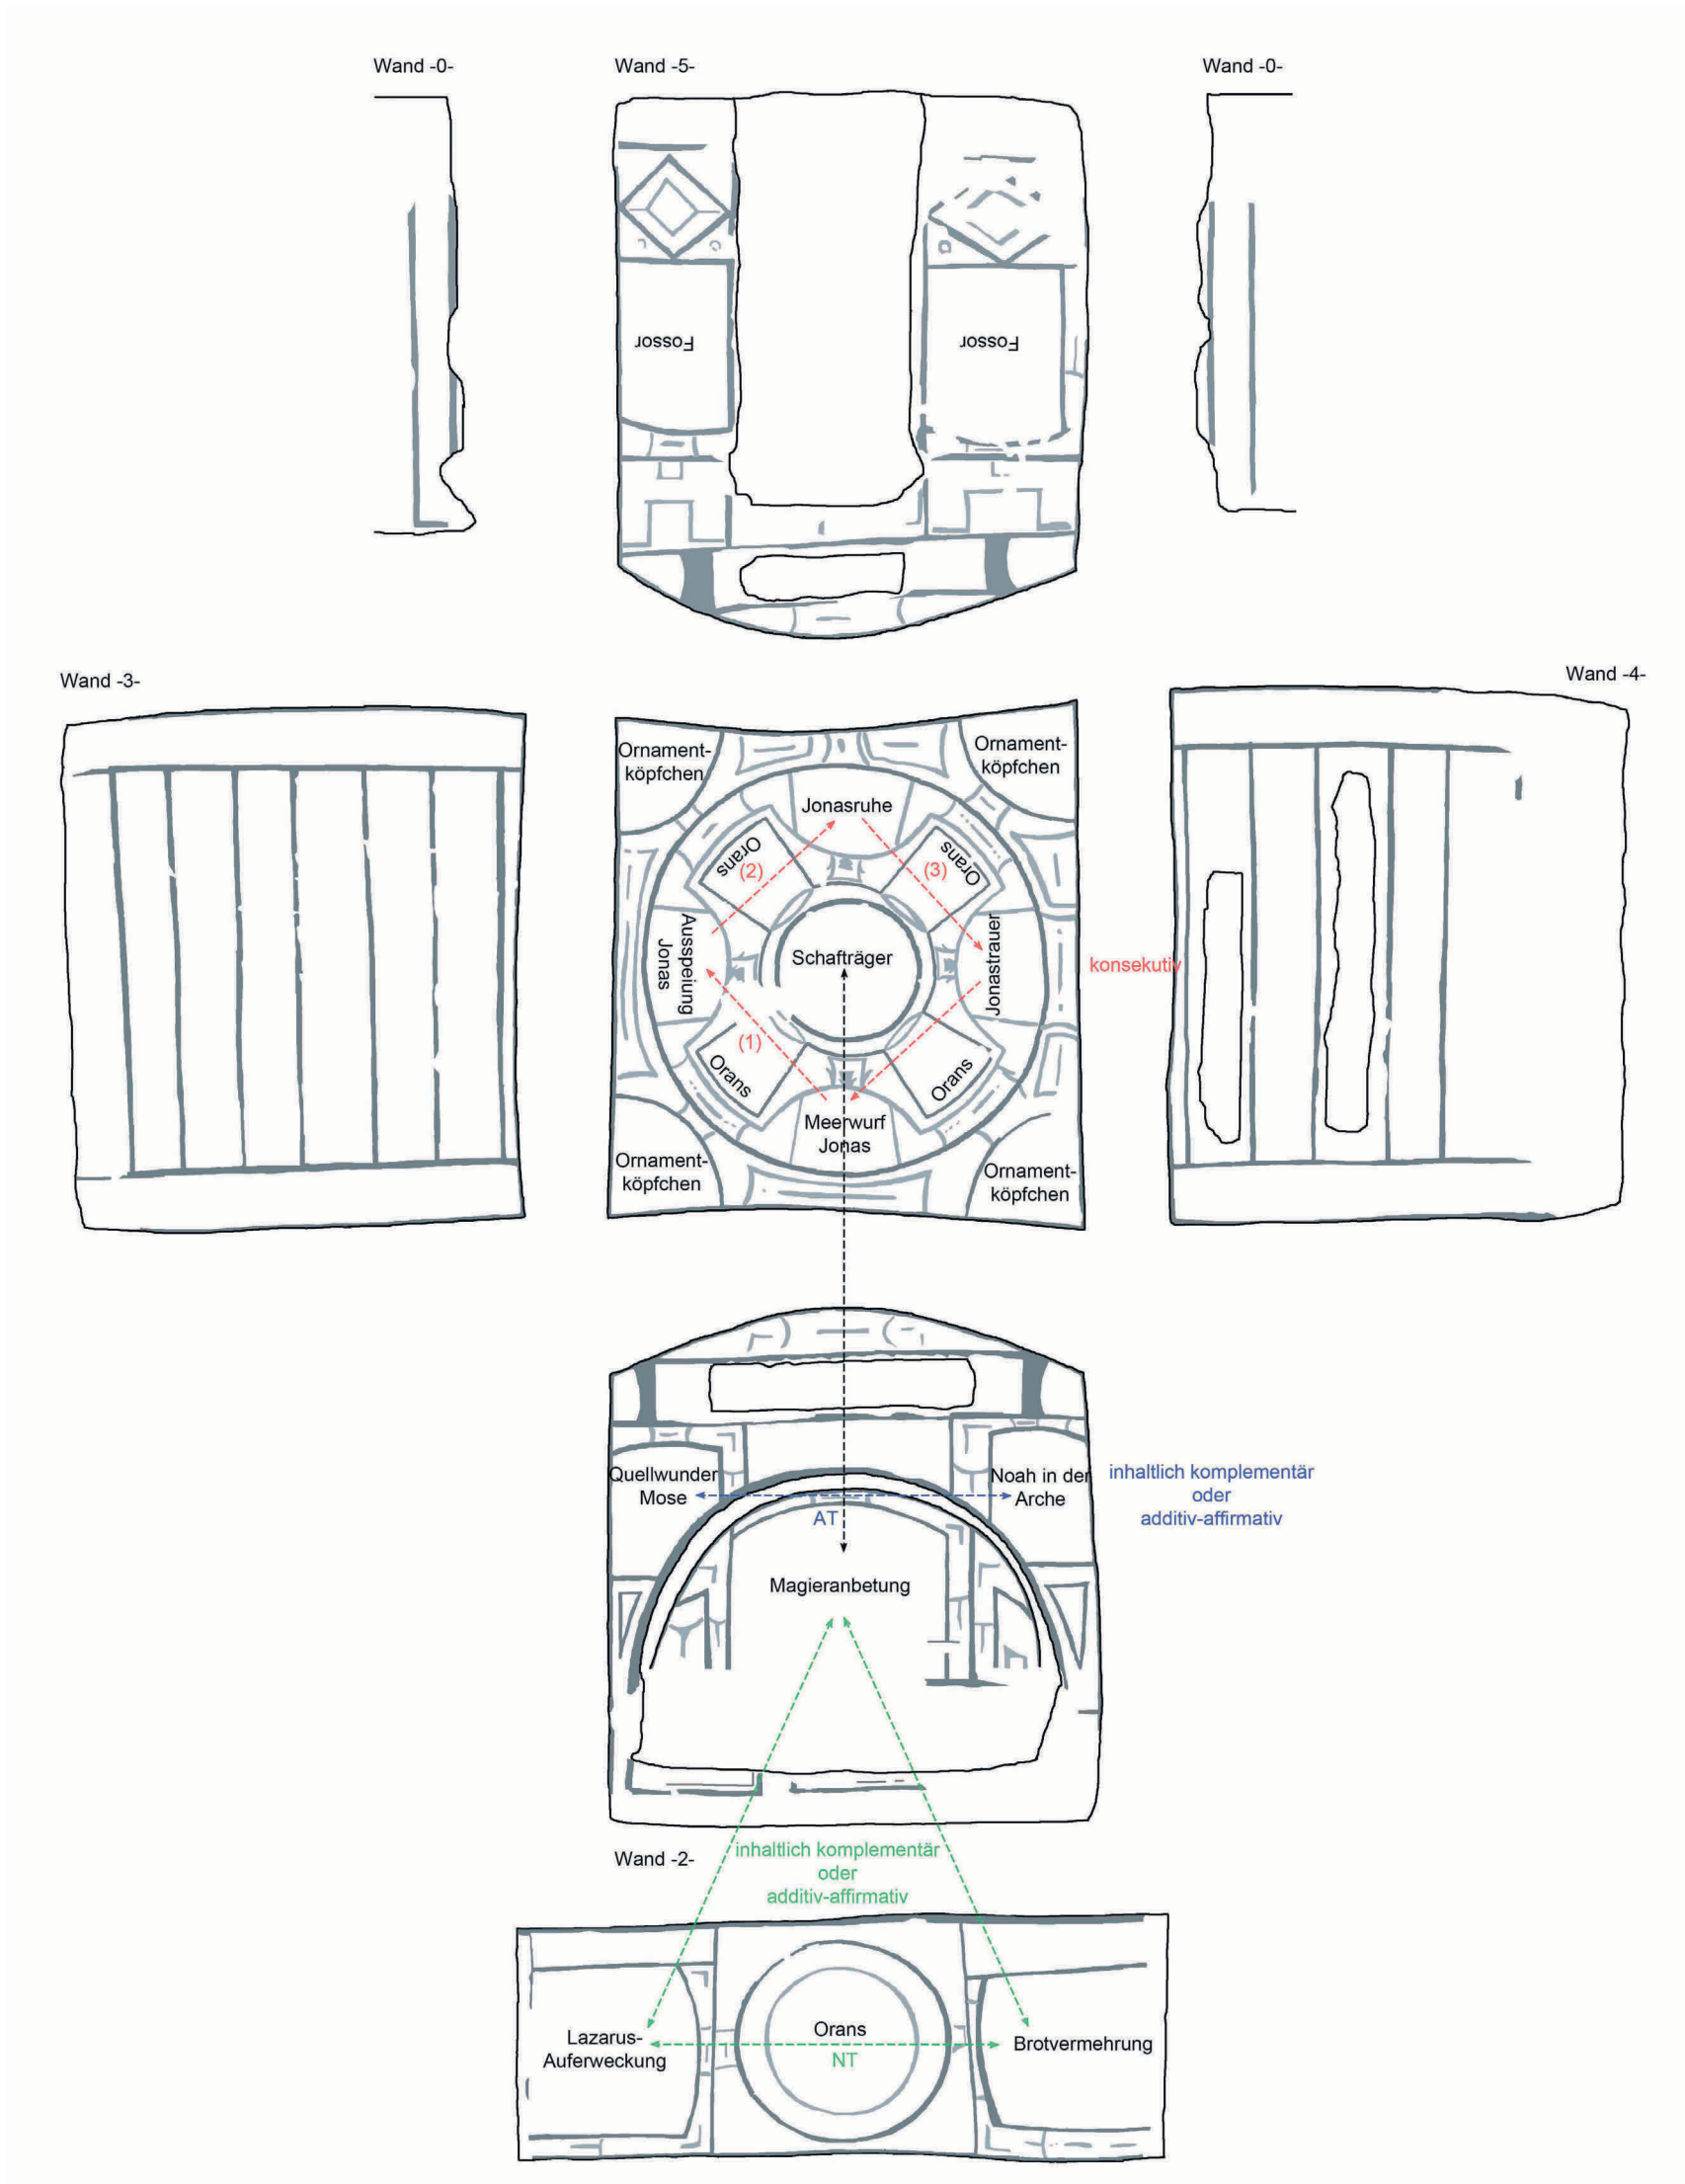 Wand -0-
Wand -5-
Wand -0-
Fossor
Fossor
Wand -3-
Wand -4-
Ornament-
köpfchen
Ornament-
köpfchen
Jonasruhe
Orans
(2)
(3)
Orans
Ausspeiung
Jonas
Schafträger
Jonastrauer
konsekutiv
(1)
Orans
Orans
Meerwurf
Jonas
Ornament-
köpfchen
Ornament-
köpfchen
Quellwunder
Mose
AT
Noah in der
Arche
inhaltlich komplementär
oder
additiv-affirmativ
Magieranbetung
Wand -2-
inhaltlich komplementär
oder
additiv-affirmativ
Lazarus-
Auferweckung
Orans
NT
Brotvermehrung